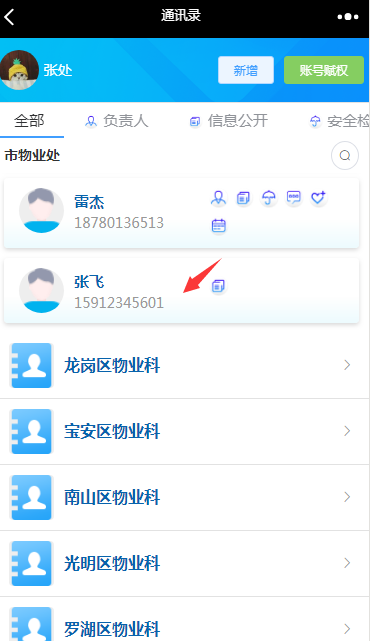 通讯录
张处
新增
账号赋权
全部 负责人 信息公开 安全检
市物业处
雷杰
18780136513
张飞
15912345601
龙岗区物业科
宝安区物业科
南山区物业科
光明区物业科
罗湖区物业科